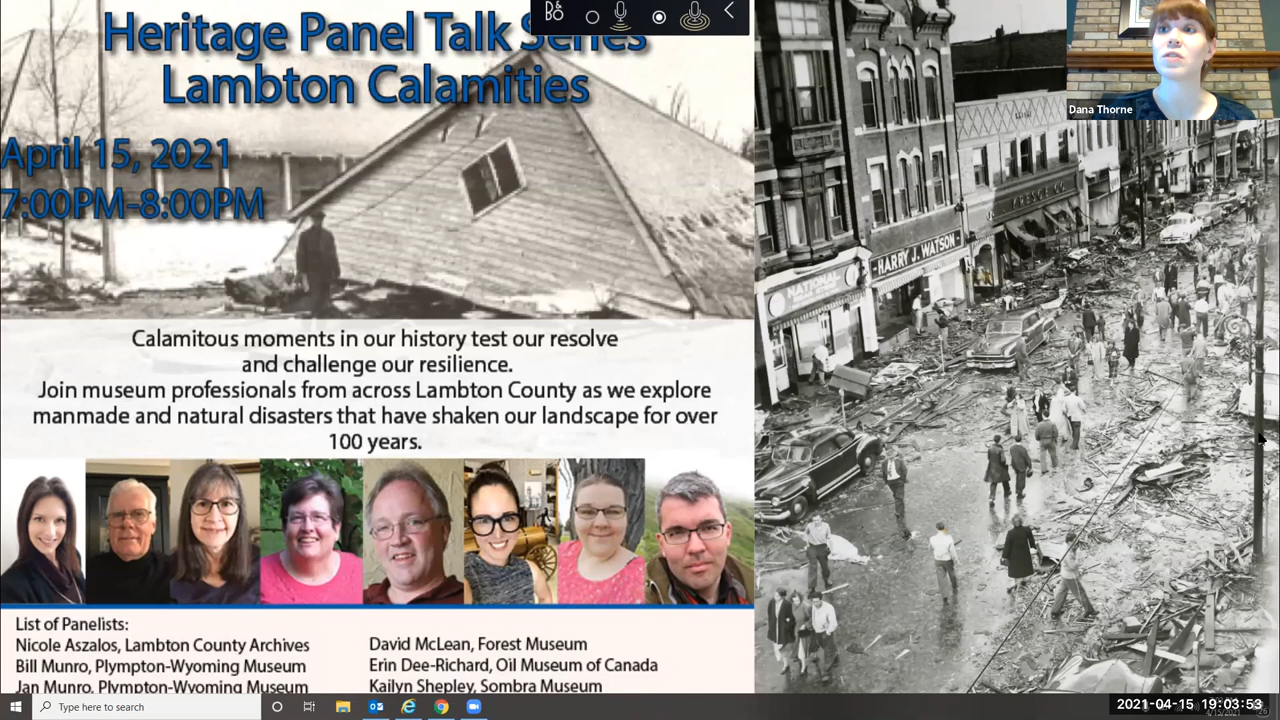 Heritage Panel Talk Series
Lambton Calamities
April 15, 2021
7:00PM-8:00PM
Calamitous moments in our history test our resolve
and challenge our resilience.
Join museum professionals from across Lambton County as we explore
manmade and natural disasters that have shaken our landscape for over
100 years.
List of Panelists:
Nicole Aszalos, Lambton County Archives
Bill Munro, Plympton-Wyoming Museum
Jan Munro, Plympton-Wyoming Museum
David McLean, Forest Museum
Erin Dee-Richard, Oil Museum of Canada
Kailyn Shepley, Sombra Museum
NATIONAL
HARRY J. WATSON
Dana Thorne
Type here to search
2021-04-15 19:03:53